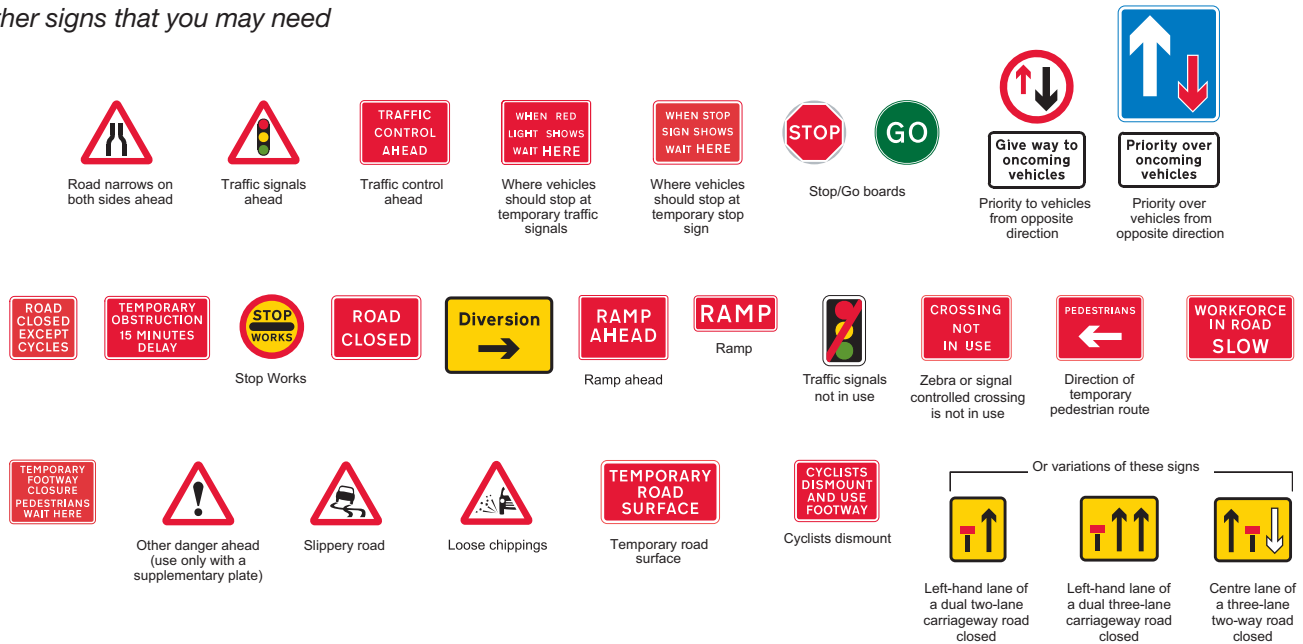 ther signs that you may need
TRAFFIC
CONTROL
AHEAD
WHEN RED
LIGHT SHOWS
WAIT HERE
WHEN STOP
SIGN SHOWS
WAIT HERE
STOP
GO
Give way to
oncoming
vehicles
Priority over
oncoming
vehicles
Road narrows on
both sides ahead
Traffic signals
ahead
Traffic control
ahead
Where vehicles
should stop at
temporary traffic
signals
Where vehicles
should stop at
temporary stop
sign
Stop/Go boards
Priority to vehicles
from opposite
direction
Priority over
vehicles from
opposite direction
ROAD
CLOSED
EXCEPT
CYCLES
TEMPORARY
OBSTRUCTION
15 MINUTES
DELAY
STOP
WORKS
Stop Works
ROAD
CLOSED
Diversion
RAMP
AHEAD
Ramp ahead
RAMP
Ramp
Traffic signals
not in use
CROSSING
NOT
IN USE
Zebra or signal
controlled crossing
is not in use
PEDESTRIANS
Direction of
temporary
pedestrian route
WORKFORCE
IN ROAD
SLOW
TEMPORARY
FOOTWAY
CLOSURE
PEDESTRIANS
WAIT HERE
Other danger ahead
(use only with a
supplementary plate)
Slippery road
Loose chippings
TEMPORARY
ROAD
SURFACE
Temporary road
surface
CYCLISTS
DISMOUNT
AND USE
FOOTWAY
Cyclists dismount
Or variations of these signs
Left-hand lane of
a dual two-lane
carriageway road
closed
Left-hand lane of
a dual three-lane
carriageway road
closed
Centre lane of
a three-lane
two-way road
closed